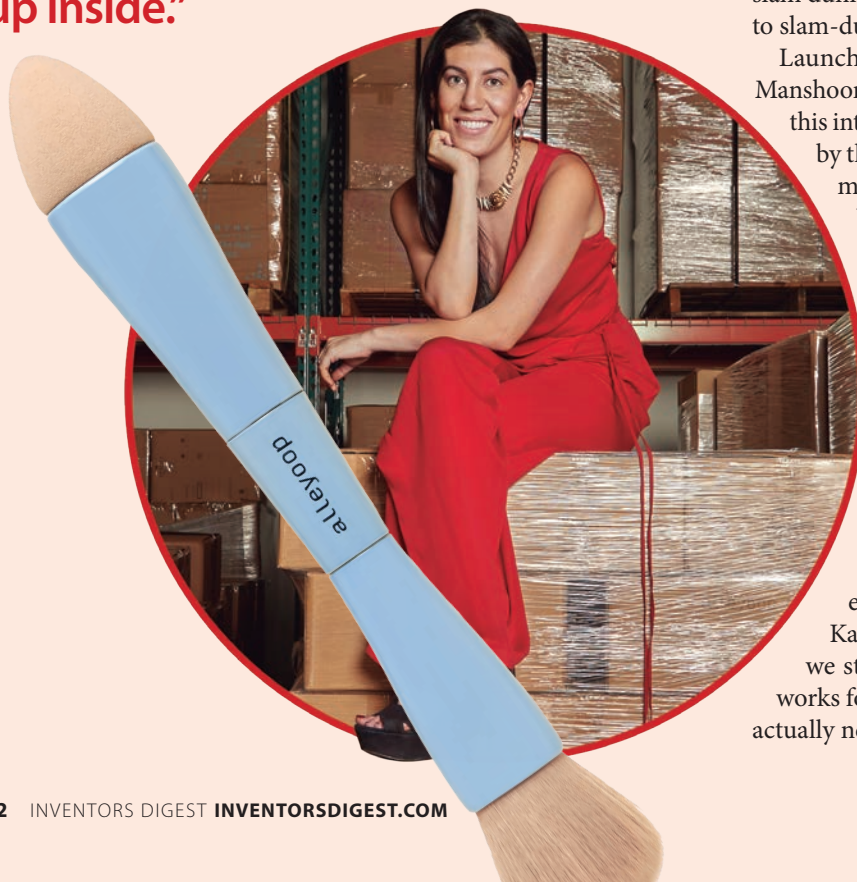 up inside.”
to slam-du
Launch
Manshoor
this int
by th
m
alleyoop
e
Ka
we st
works fo
actually no
2 INVENTORS DIGEST INVENTORSDIGEST.COM